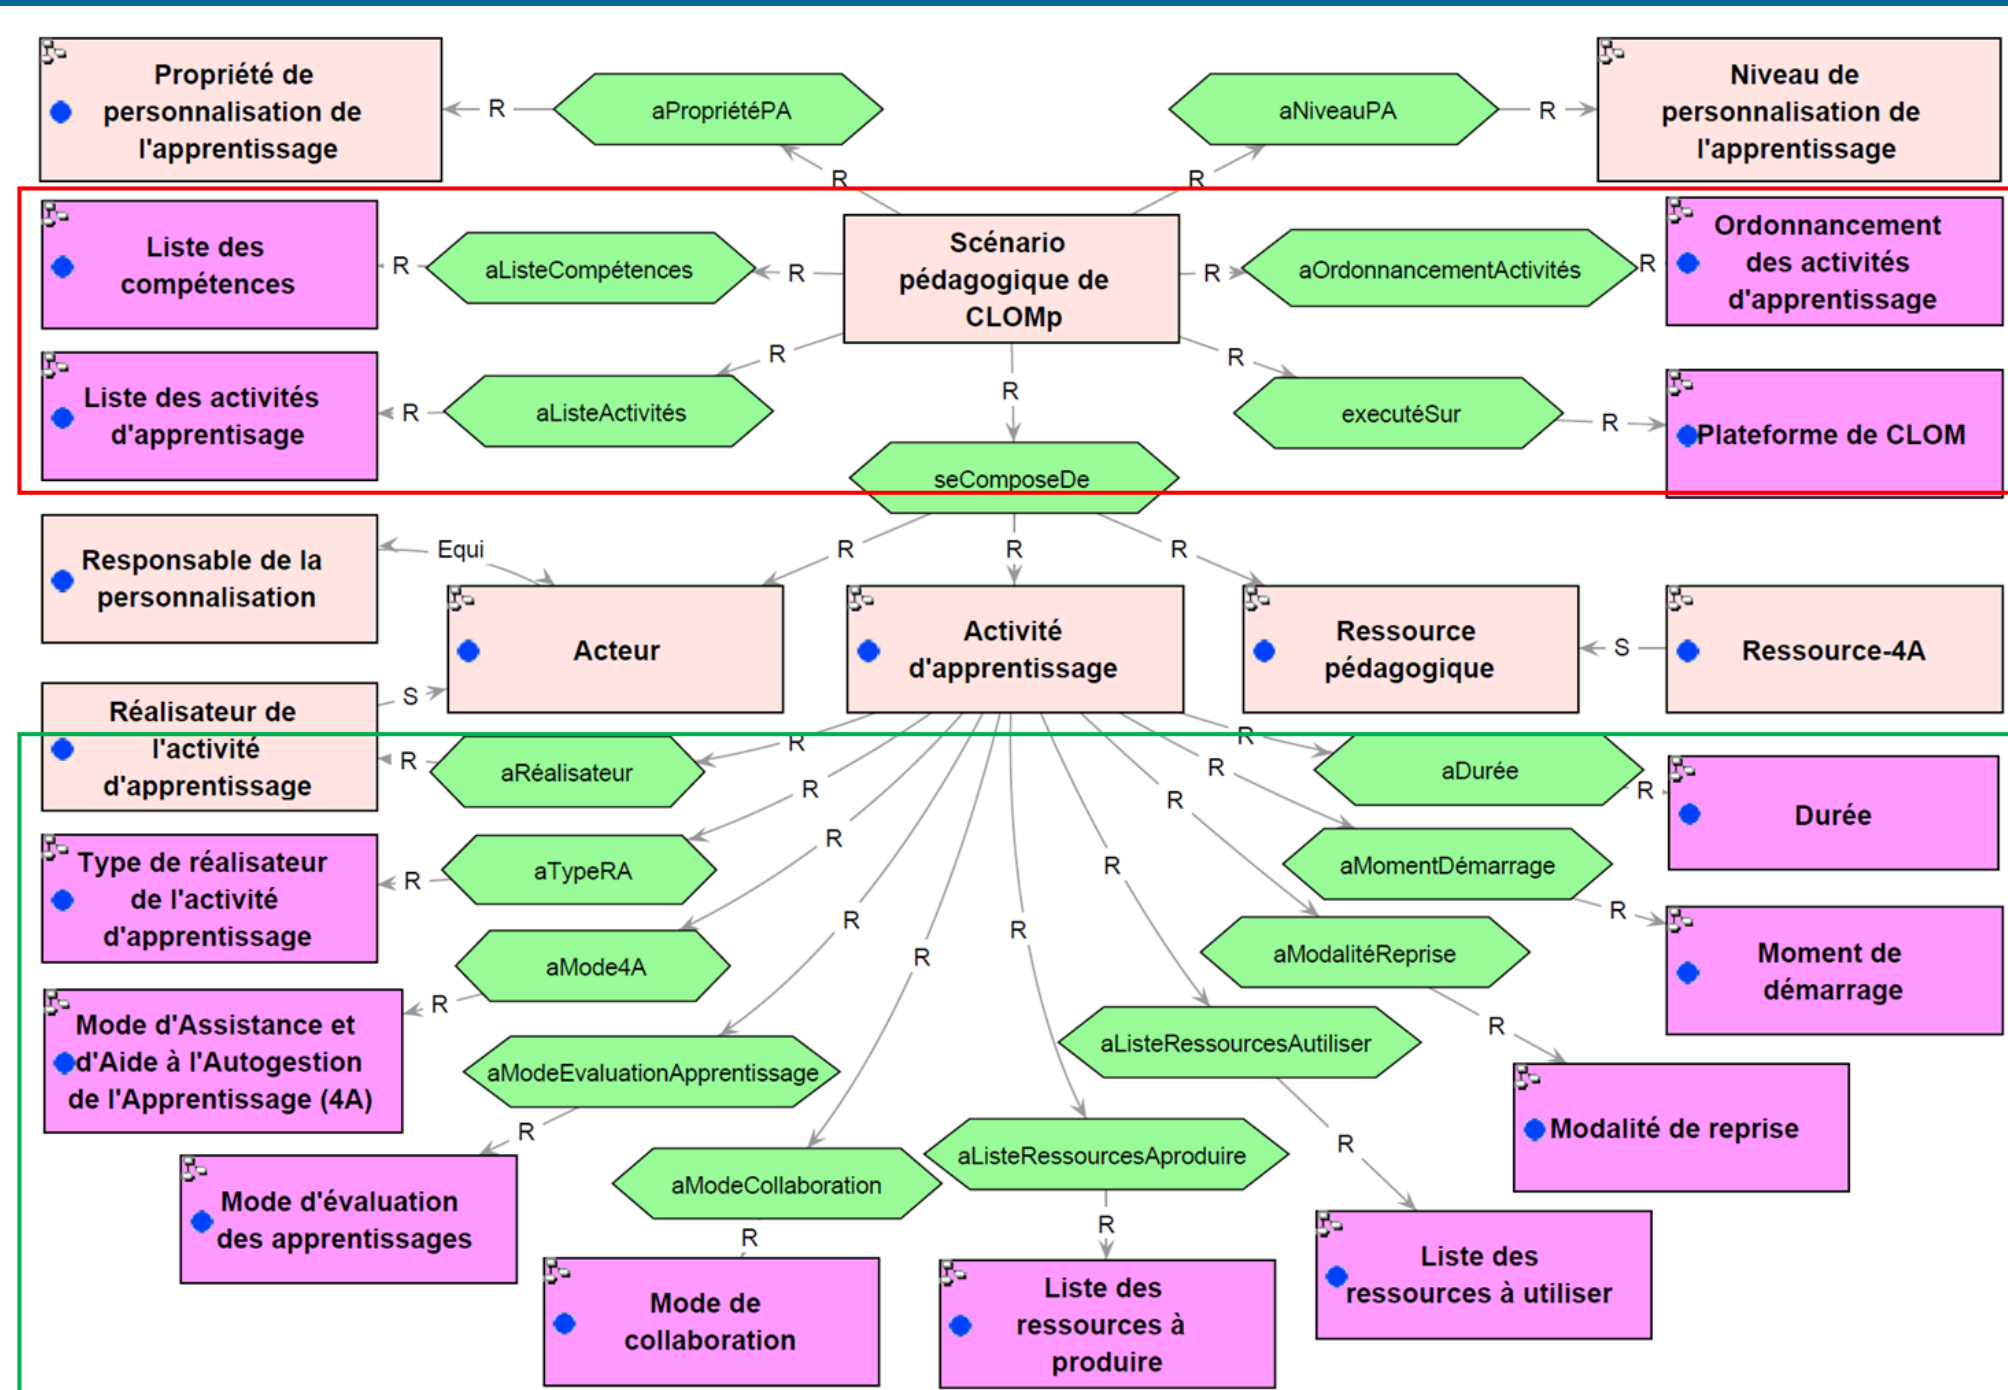 Propriété de
personnalisation de
l'apprentissage
R
aPropriétéPA
aNiveauPA
R
Niveau de
personnalisation de
l'apprentissage
R
R
Liste des
compétences
R
aListeCompétences
R
Scénario
pédagogique de
CLOMp
R
aOrdonnancementActivités
R
Ordonnancement
des activités
d'apprentissage
Liste des activités
d'apprentisage
R
aListeActivités
R
R
R
executéSur
R
Plateforme de CLOM
seComposeDe
Responsable de la
personnalisation
Equi
R
R
R
Acteur
Activité
d'apprentissage
Ressource
pédagogique
S
Ressource-4A
Réalisateur de
l'activité
d'apprentissage
S
R
aRéalisateur
R
R
aDurée
R
Durée
Type de réalisateur
de l'activité
d'apprentissage
R
aTypeRA
R
R
aMomentDémarrage
R
Moment de
démarrage
Mode d'Assistance et
d'Aide à l'Autogestion
de l'Apprentissage (4A)
R
aMode4A
R
R
aModalitéReprise
R
Modalité de reprise
aModeEvaluationApprentissage
R
R
Mode d'évaluation
des apprentissages
R
aModeCollaboration
R
Mode de
collaboration
R
aListeRessourcesAproduire
R
Liste des
ressources à
produire
R
aListeRessourcesAutiliser
R
Liste des
ressources à utiliser